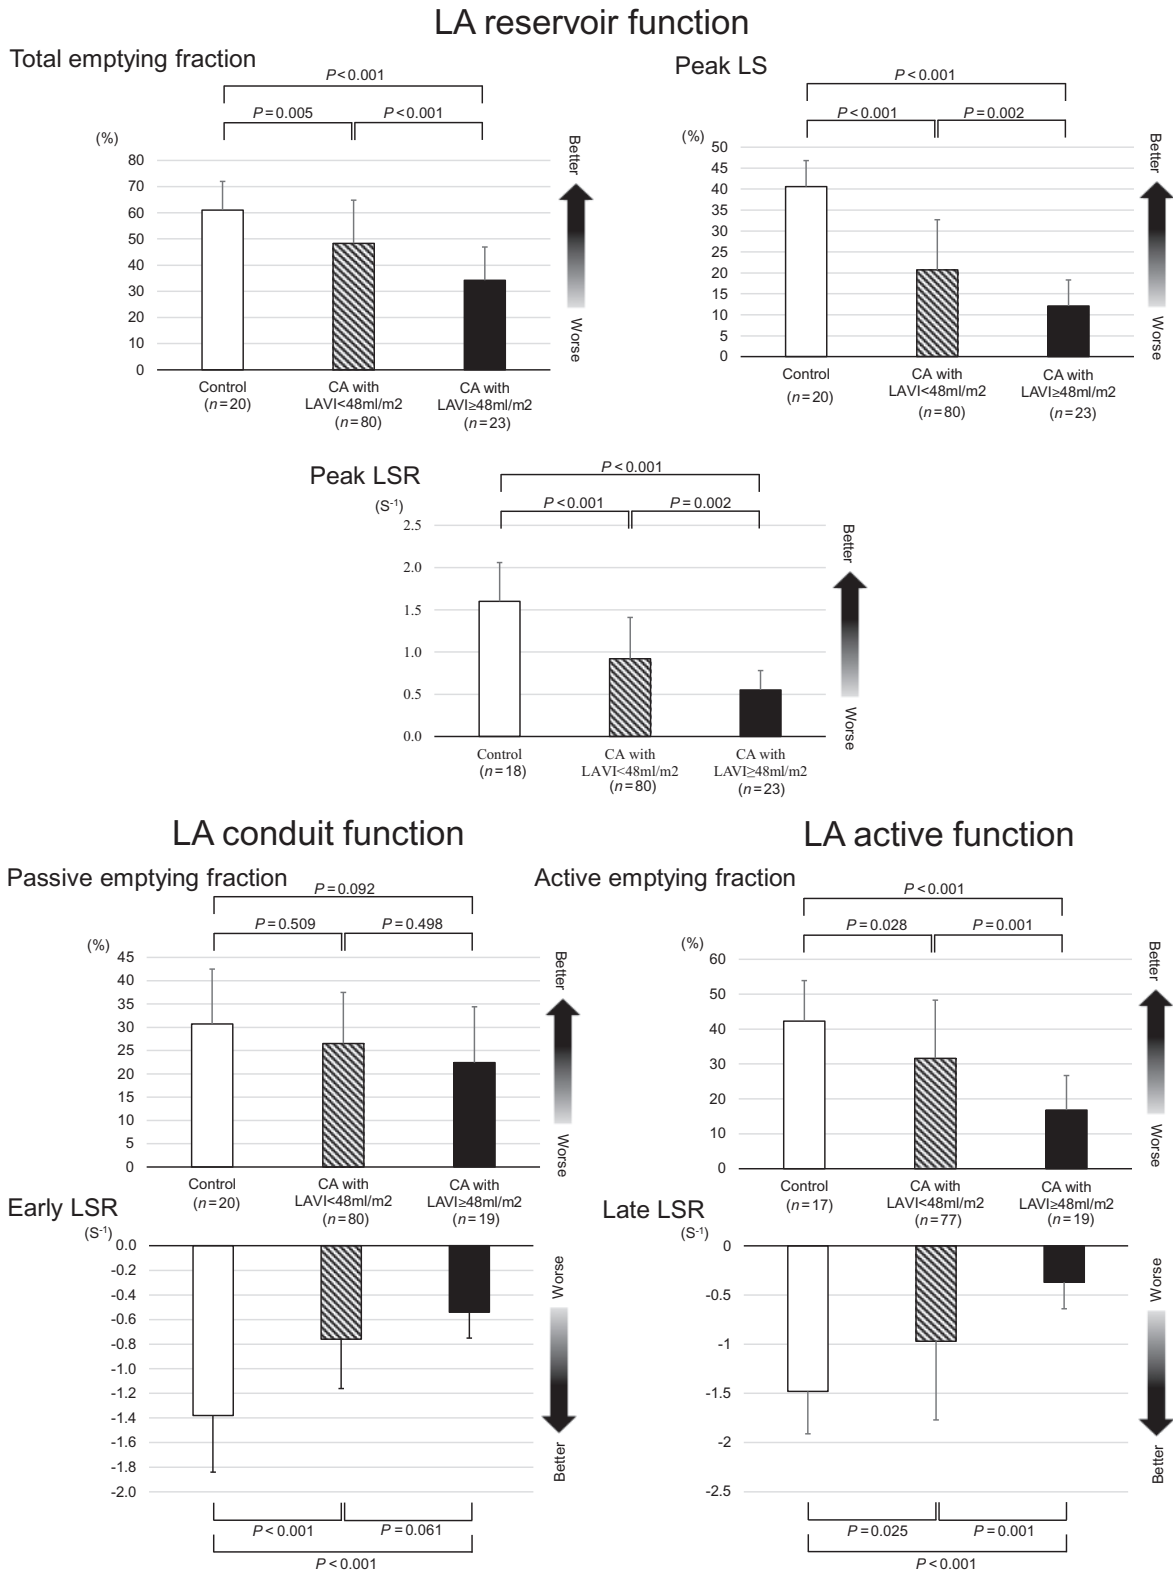 LA reservoir function
Total emptying fraction
P<0.001
P=0.005
P<0.001
(%)
80
70
60
50
40
30
20
10
0
Control
(n=20)
CA with
LAVI<48ml/m2
(n=80)
CA with
LAVI≥48ml/m2
(n=23)
Better
Worse
Peak LS
P<0.001
P<0.001
P=0.002
(%)
50
45
40
35
30
25
20
15
10
5
0
Control
(n=20)
CA with
LAVI<48ml/m2
(n=80)
CA with
LAVI≥48ml/m2
(n=23)
Better
Worse
Peak LSR
P<0.001
P<0.001
P=0.002
(S-1)
2.5
2.0
1.5
1.0
0.5
0.0
Control
(n=18)
CA with
LAVI<48ml/m2
(n=80)
CA with
LAVI≥48ml/m2
(n=23)
Better
Worse
LA conduit function
Passive emptying fraction
P=0.092
P=0.509
P=0.498
(%)
45
40
35
30
25
20
15
10
5
0
Control
(n=20)
CA with
LAVI<48ml/m2
(n=80)
CA with
LAVI≥48ml/m2
(n=19)
Better
Worse
Early LSR
(S-1)
0.0
-0.2
-0.4
-0.6
-0.8
-1.0
-1.2
-1.4
-1.6
-1.8
-2.0
Worse
Better
P<0.001
P=0.061
P<0.001
LA active function
Active emptying fraction
P<0.001
P=0.028
P=0.001
(%)
60
50
40
30
20
10
0
Control
(n=17)
CA with
LAVI<48ml/m2
(n=77)
CA with
LAVI≥48ml/m2
(n=19)
Better
Worse
Late LSR
(S-1)
0
-0.5
-1
-1.5
-2
-2.5
Worse
Better
P=0.025
P=0.001
P<0.001